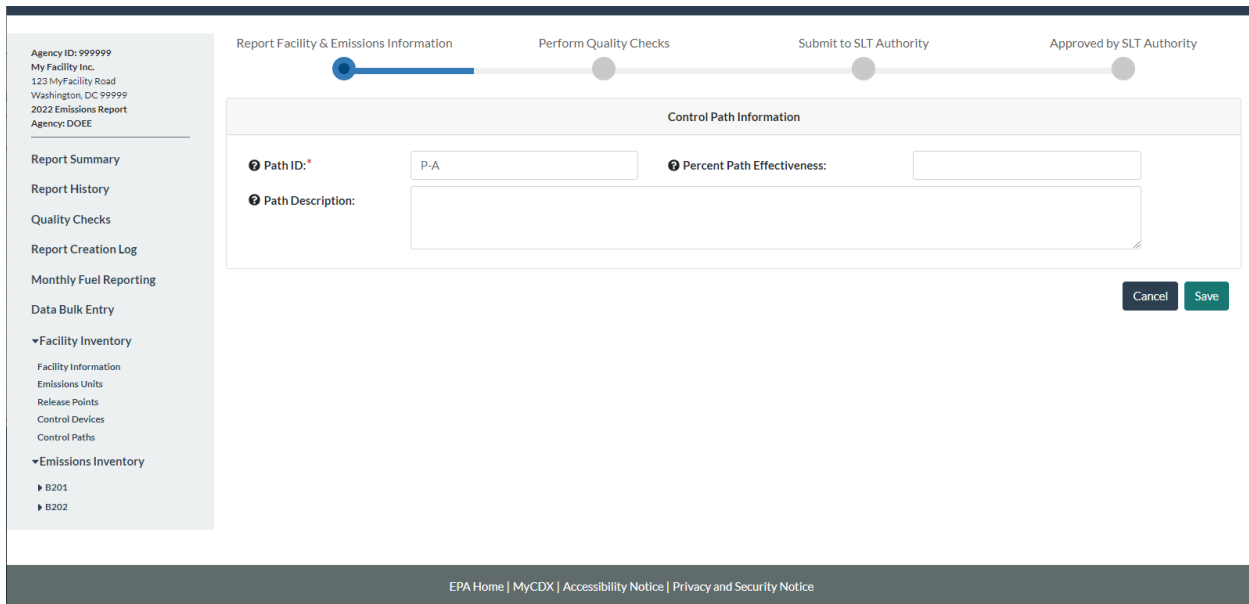 Agency ID: 999999
My Facility Inc.
123 MyFacility Road
Washington, DC 99999
2022 Emissions Report
Agency: DOEE
Report Summary
Report History
Quality Checks
Report Creation Log
Monthly Fuel Reporting
Data Bulk Entry
Facility Inventory
Facility Information
Emissions Units
Release Points
Control Devices
Control Paths
Emissions Inventory
B201
B202
Report Facility & Emissions Information
Perform Quality Checks
Submit to SLT Authority
Approved by SLT Authority
Control Path Information
Path ID:*
P-A
Percent Path Effectiveness:
Path Description:
Cancel
Save
EPA Home | MyCDX | Accessibility Notice | Privacy and Security Notice